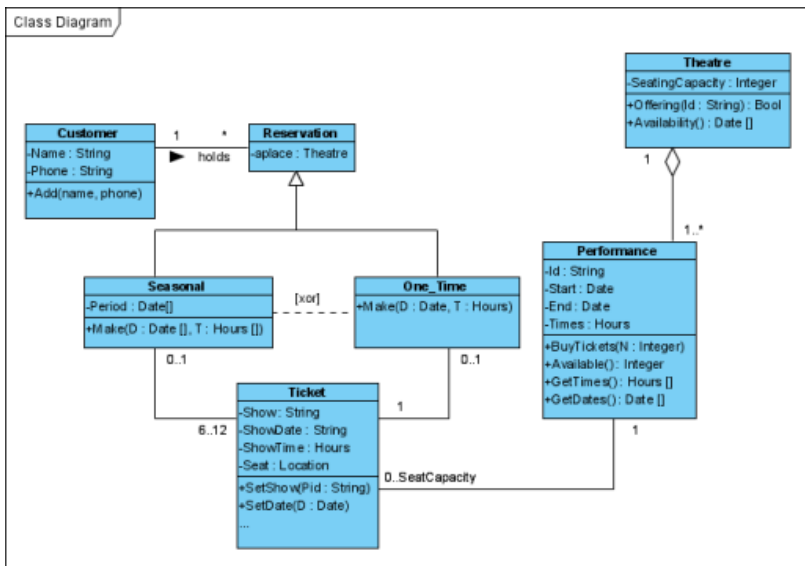 Class Diagram
Theatre
-SeatingCapacity : Integer
+Offering(Id : String) : Bool
+Availability() : Date []
Customer
-Name : String
-Phone : String
+Add(name, phone)
1
*
holds
Reservation
-aplace : Theatre
1
1..*
Performance
-Id : String
-Start : Date
-End : Date
-Times : Hours
+BuyTickets(N : Integer)
+Available() : Integer
+GetTimes() : Hours []
+GetDates() : Date []
Seasonal
-Period : Date[]
+Make(D : Date [], T : Hours [])
[xor]
One_Time
+Make(D : Date, T : Hours)
0..1
0..1
Ticket
-Show : String
-ShowDate : String
-ShowTime : Hours
-Seat : Location
+SetShow(Pid : String)
+SetDate(D : Date)
...
6..12
1
1
0..SeatCapacity